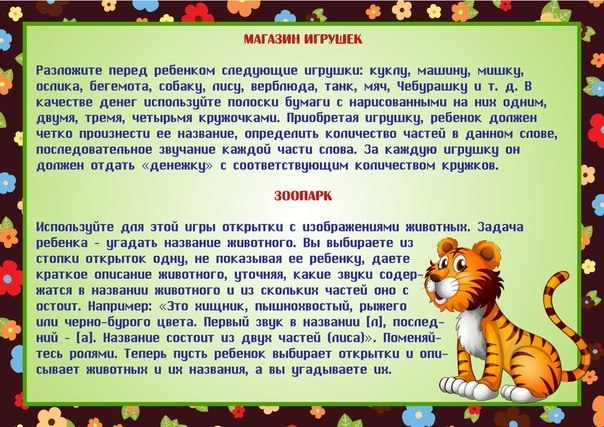 МАГАЗИН ИГРУШЕК
Разложите перед ребенком следующие игрушки: куклу, машину, мишку,
ослика, бегемота, собаку, лису, верблюда, танк, мяч, Чебурашку и т. д. В
качестве денег используйте полоски бумаги с нарисованными на них одним,
двумя, тремя, четырьмя кружочками. Приобретая игрушку, ребенок должен
четко произнести ее название, определить количество частей в данном слове,
последовательное звучание каждой части слова. За каждую игрушку он
должен отдать «денежку» с соответствующим количеством кружков.
ЗООПАРК
Используйте для этой игры открытки с изображениями животных. Задача
ребенка - угадать название животного. Вы выбираете из
стопки открыток одну, не показывая ее ребенку, даете
краткое описание животного, уточняя, какие звуки содер-
жатся в названии животного и из скольких частей оно с
остоит. Например: «Это хищник, пышнохвостый, рыжего
или черно-бурого цвета. Первый звук в названии [л], послед-
ний - [а]. Название состоит из двух частей (лиса)». Поменяй-
тесь ролями. Теперь пусть ребенок выбирает открытки и опи-
сывает животных и их названия, а вы угадываете их.